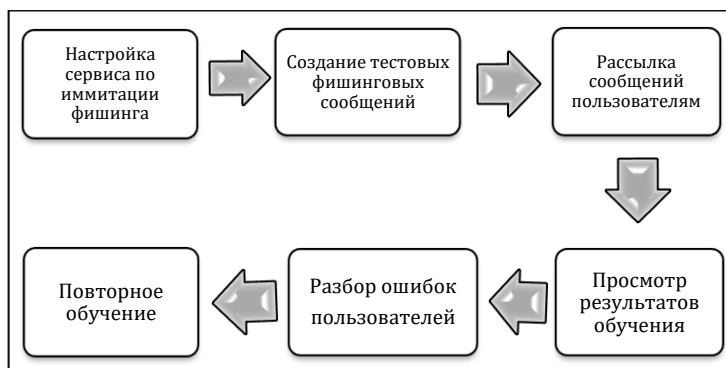 Настройка
сервиса по
иммитации
фишинга
Создание тестовых
фишинговых
сообщений
Рассылка
сообщений
пользователям
Просмотр
результатов
обучения
Разбор ошибок
пользователей
Повторное
обучение